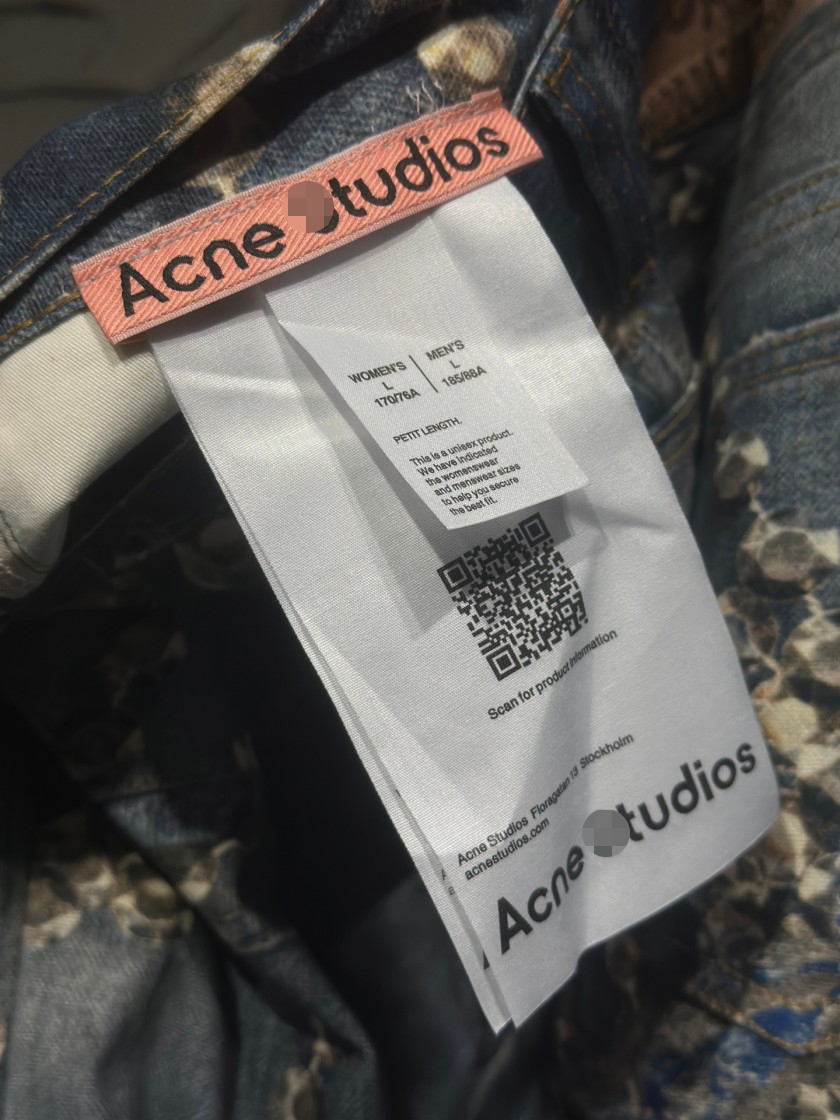 Acne tudios
WOMEN'S
L
170/76A
MEN'S
L
185/88A
PETIT LENGTH.
This is a unisex product.
We have indicated
the womenswear
and menswear sizes
to help you secure
the best fit.
Scan for product information
Acne Studios Floragatan 13 Stockholm
acnestudios.com
Acne tudios